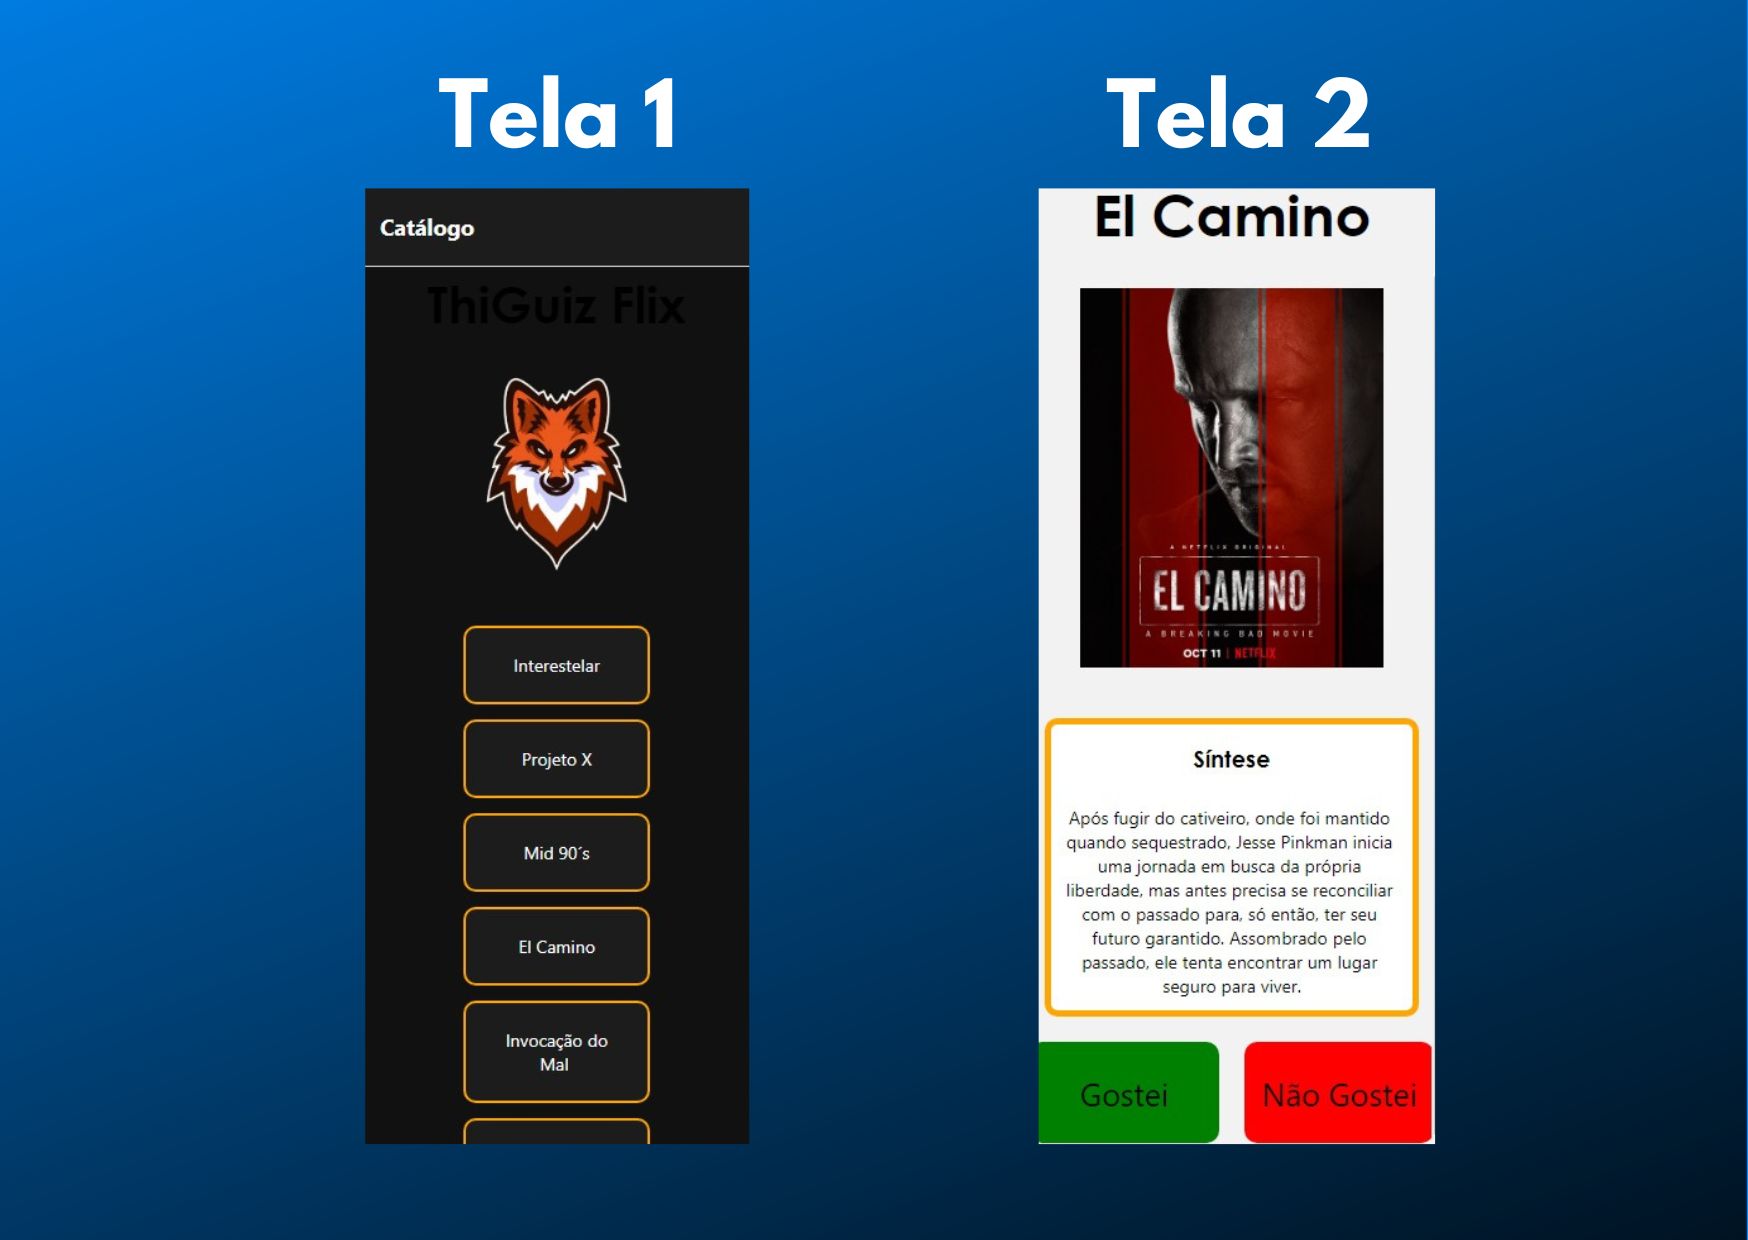 Tela 1
Catálogo
ThiGuiz Flix
Interestelar
Projeto X
Mid 90´s
El Camino
Invocação do
Mal
Tela 2
El Camino
A NETFLIX ORIGINAL
EL CAMINO
A BREAKING BAD MOVIE
OCT 11 | NETFLIX
Síntese
Após fugir do cativeiro, onde foi mantido
quando sequestrado, Jesse Pinkman inicia
uma jornada em busca da própria
liberdade, mas antes precisa se reconciliar
com o passado para, só então, ter seu
futuro garantido. Assombrado pelo
passado, ele tenta encontrar um lugar
seguro para viver.
Gostei
Não Gostei